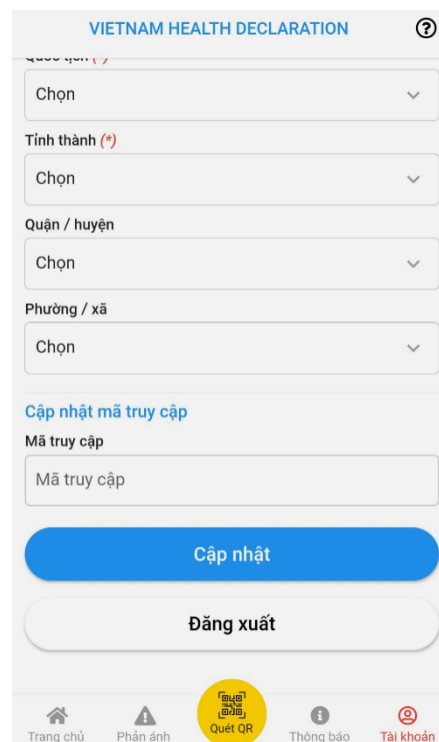 VIETNAM HEALTH DECLARATION
Quốc tịch (*)
Chọn
Tỉnh thành (*)
Chọn
Quận / huyện
Chọn
Phường / xã
Chọn
Cập nhật mã truy cập
Mã truy cập
Mã truy cập
Cập nhật
Đăng xuất
Trang chủ
Phản ánh
Quét QR
Thông báo
Tài khoản